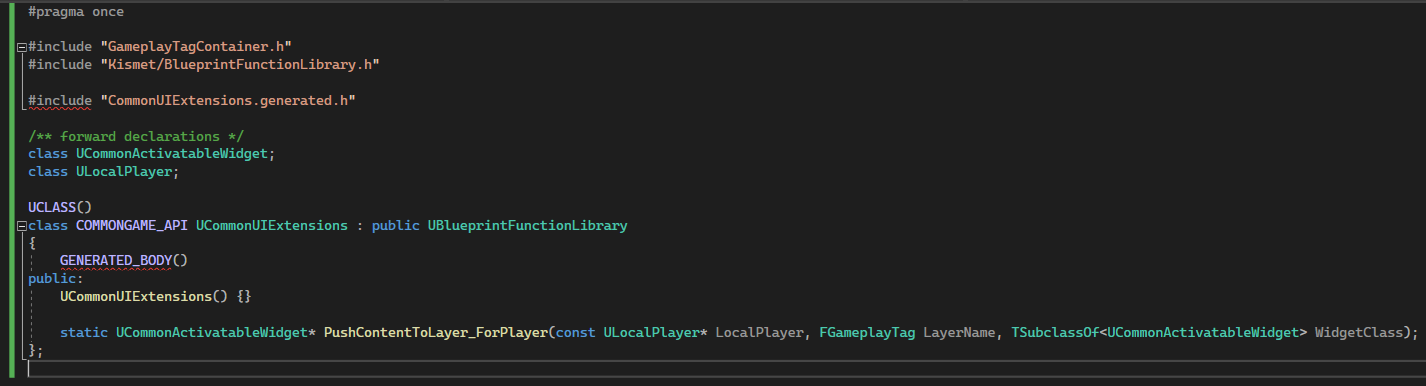 #pragma once
#include "GameplayTagContainer.h"
#include "Kismet/BlueprintFunctionLibrary.h"
#include "CommonUIExtensions.generated.h"
/** forward declarations */
class UCommonActivatableWidget;
class ULocalPlayer;
UCLASS()
class COMMONGAME_API UCommonUIExtensions : public UBlueprintFunctionLibrary
{
GENERATED_BODY()
public:
UCommonUIExtensions() {}
static UCommonActivatableWidget* PushContentToLayer_ForPlayer(const ULocalPlayer* LocalPlayer, FGameplayTag LayerName, TSubclassOf<UCommonActivatableWidget> WidgetClass);
};